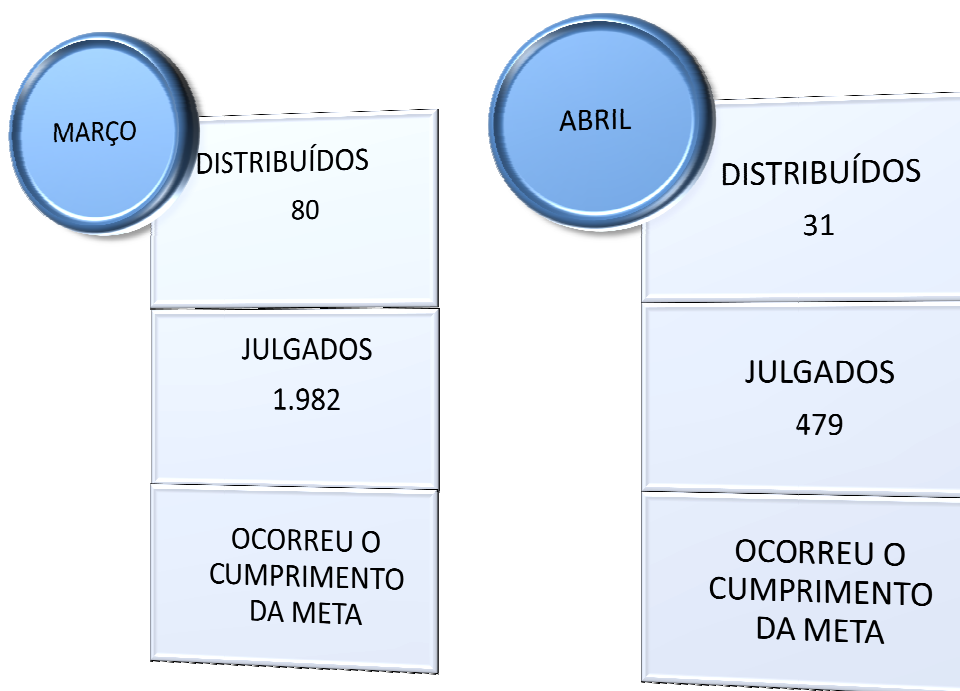 MARÇO
DISTRIBUÍDOS
80
JULGADOS
1.982
OCORREU O
CUMPRIMENTO
DA META
ABRIL
DISTRIBUÍDOS
31
JULGADOS
479
OCORREU O
CUMPRIMENTO
DA META